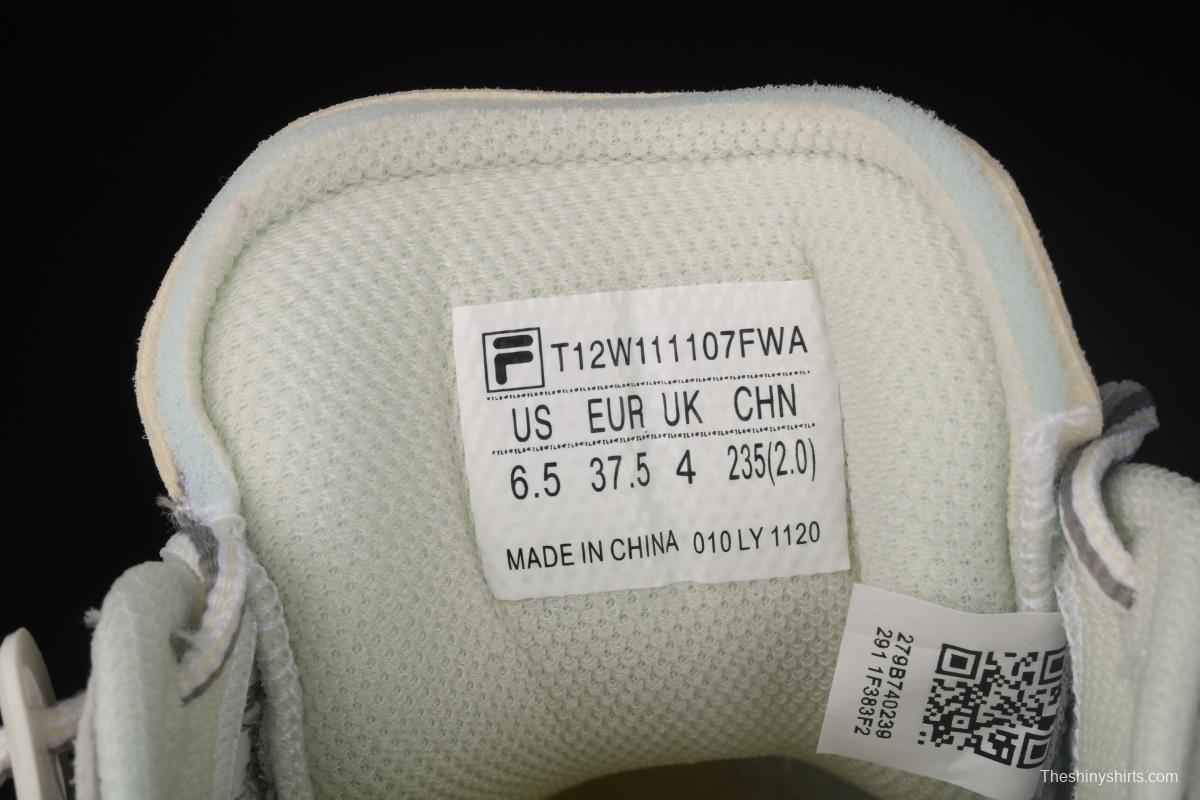 F T12W111107FWA
US EUR UK CHN
6.5 37.5 4 235(2.0)
MADE IN CHINA 010 LY 1120
279B740239
291 1F383F2
Theshinyshirts.com